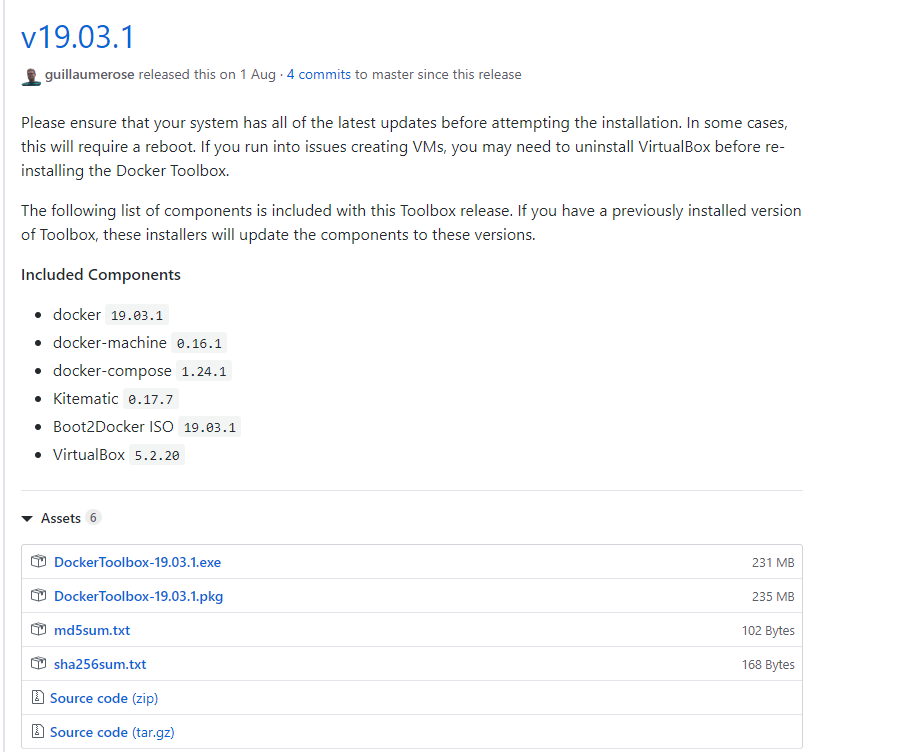 v19.03.1
guillaumerose released this on 1 Aug · 4 commits to master since this release
Please ensure that your system has all of the latest updates before attempting the installation. In some cases,
this will require a reboot. If you run into issues creating VMs, you may need to uninstall VirtualBox before re-
installing the Docker Toolbox.
The following list of components is included with this Toolbox release. If you have a previously installed version
of Toolbox, these installers will update the components to these versions.
Included Components
docker 19.03.1
docker-machine 0.16.1
docker-compose 1.24.1
Kitematic 0.17.7
Boot2Docker ISO 19.03.1
VirtualBox 5.2.20
Assets 6
DockerToolbox-19.03.1.exe 231 MB
DockerToolbox-19.03.1.pkg 235 MB
md5sum.txt 102 Bytes
sha256sum.txt 168 Bytes
Source code (zip)
Source code (tar.gz)